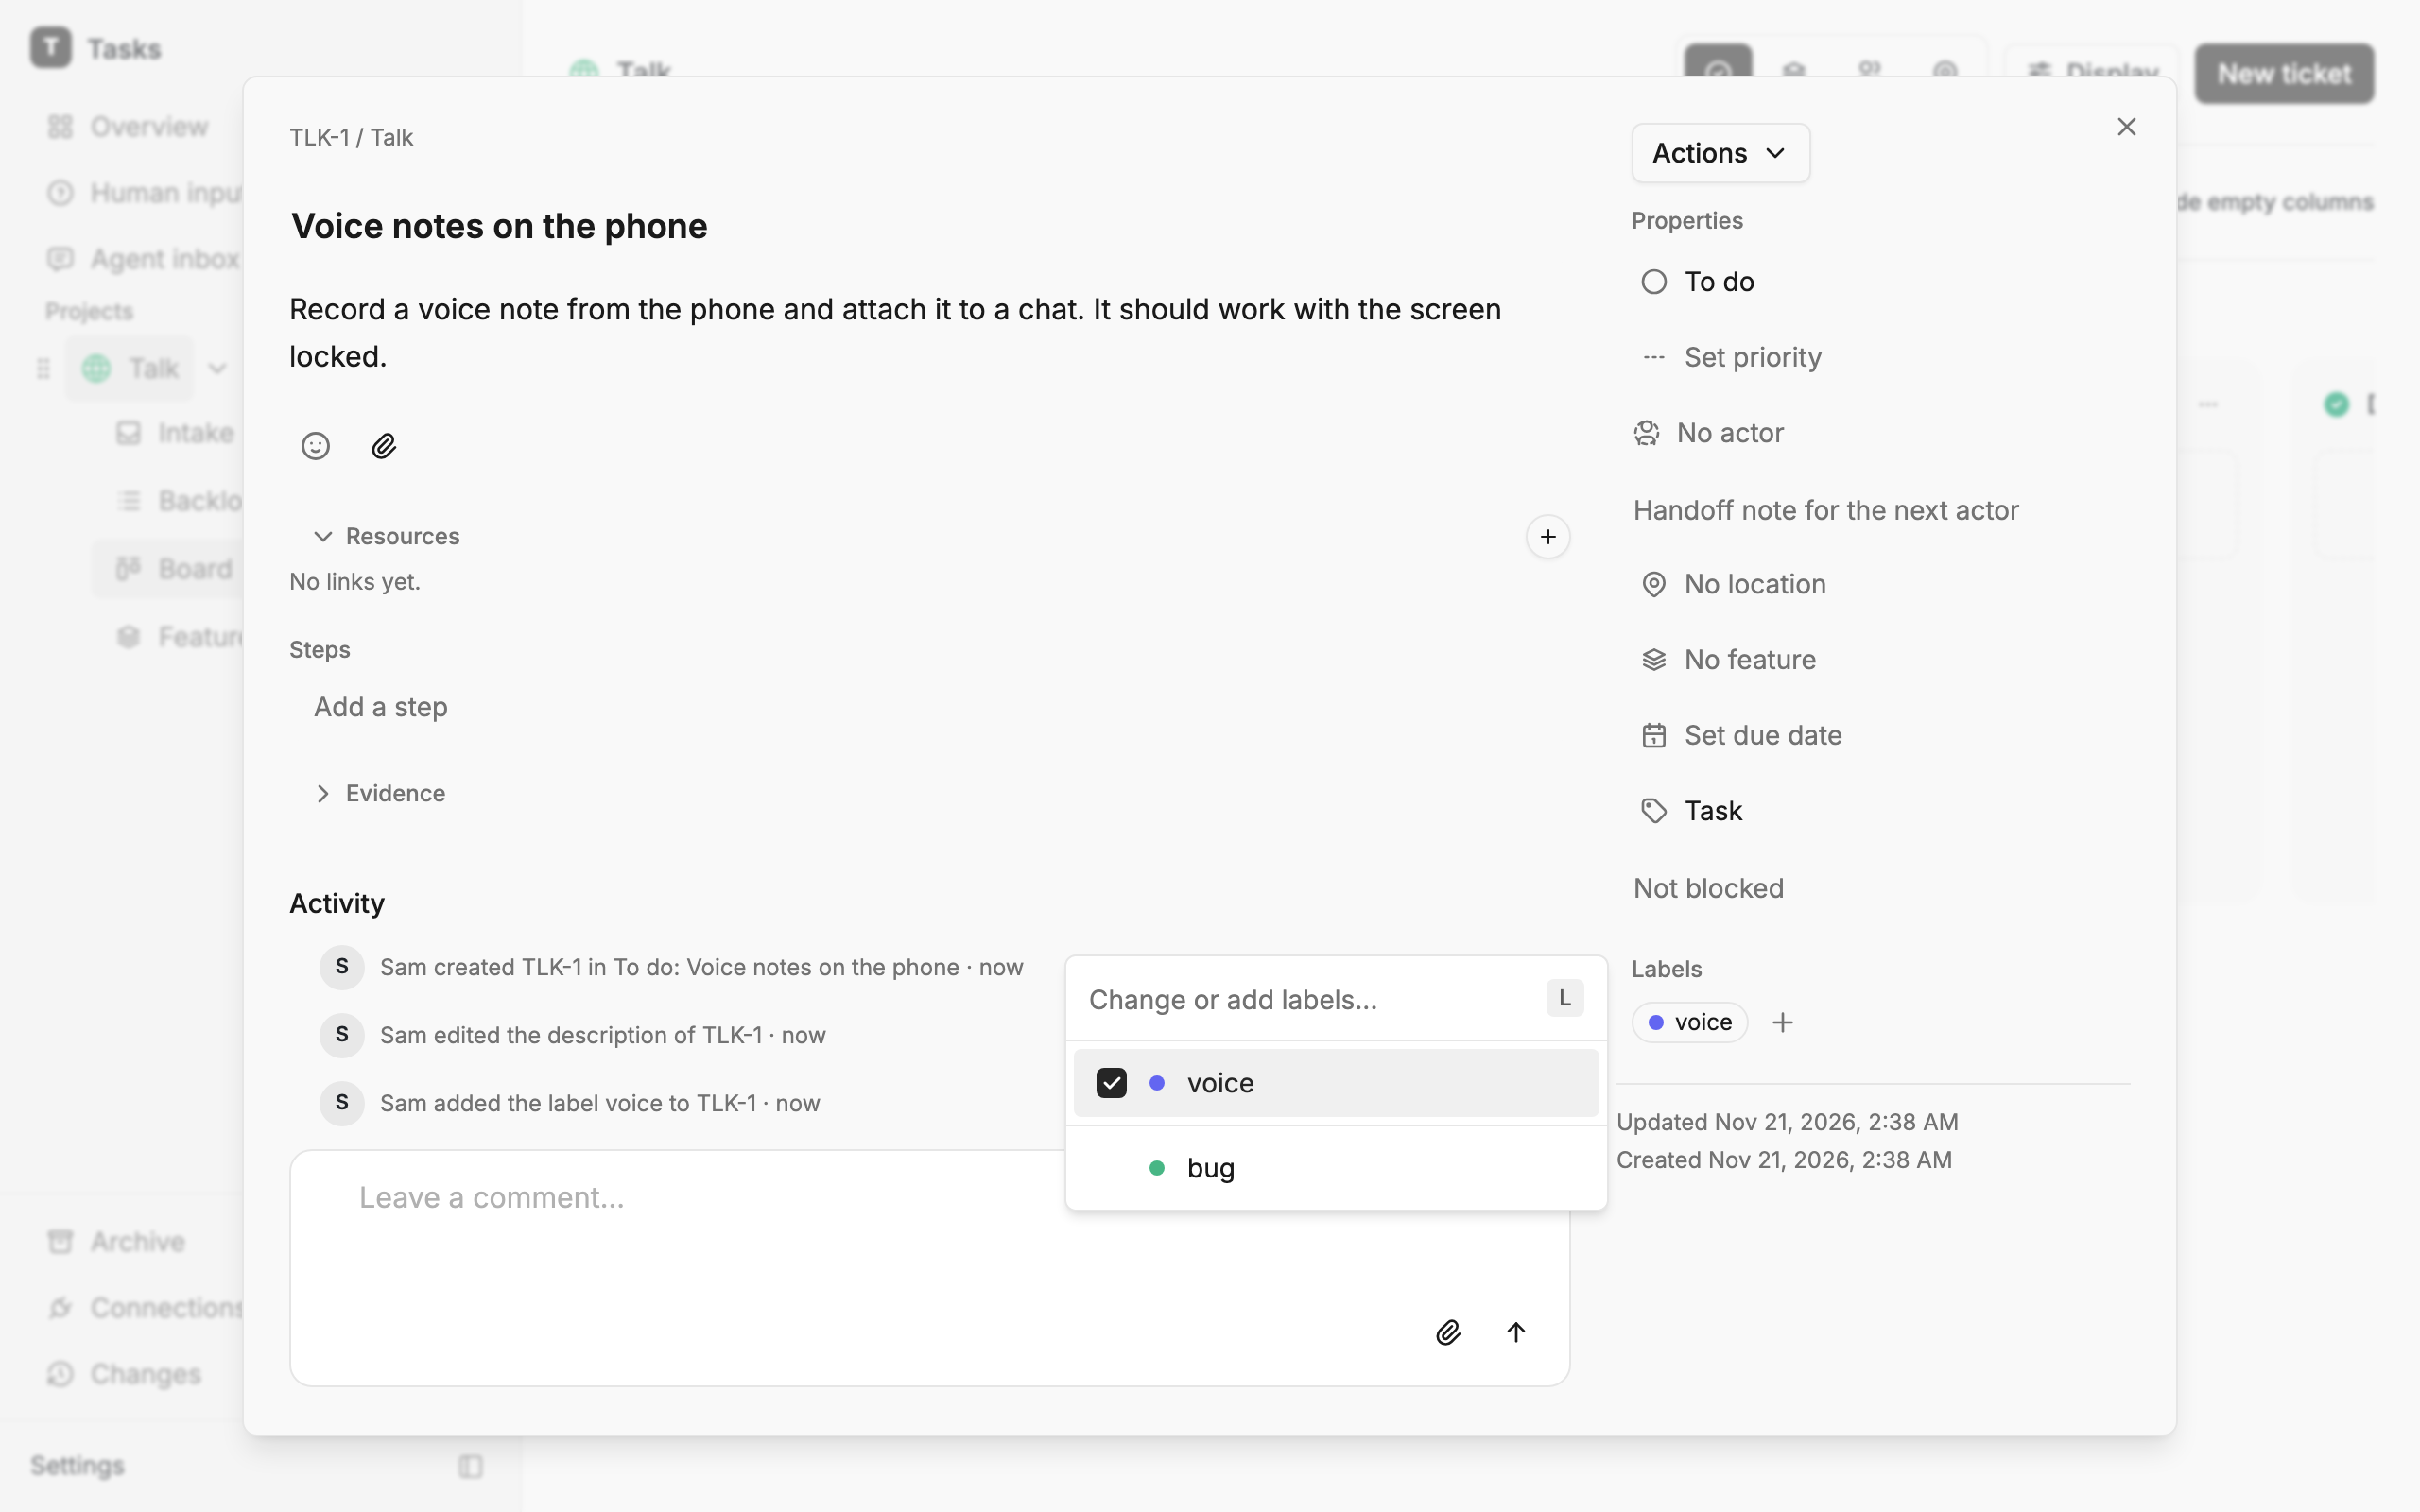 T Tasks
Overview
Human input
Agent inbox
Projects
Talk
Intake
Board
Archive
Connections
Changes
Settings
Talk
Display
New ticket
de empty columns
TLK-1 / Talk
Voice notes on the phone
Record a voice note from the phone and attach it to a chat. It should work with the screen
locked.
Resources
No links yet.
Steps
Add a step
Evidence
Activity
S Sam created TLK-1 in To do: Voice notes on the phone · now
S Sam edited the description of TLK-1 · now
S Sam added the label voice to TLK-1 · now
Leave a comment...
Change or add labels... L
voice
bug
Actions
Properties
To do
Set priority
No actor
Handoff note for the next actor
No location
No feature
Set due date
Task
Not blocked
Labels
voice
Updated Nov 21, 2026, 2:38 AM
Created Nov 21, 2026, 2:38 AM